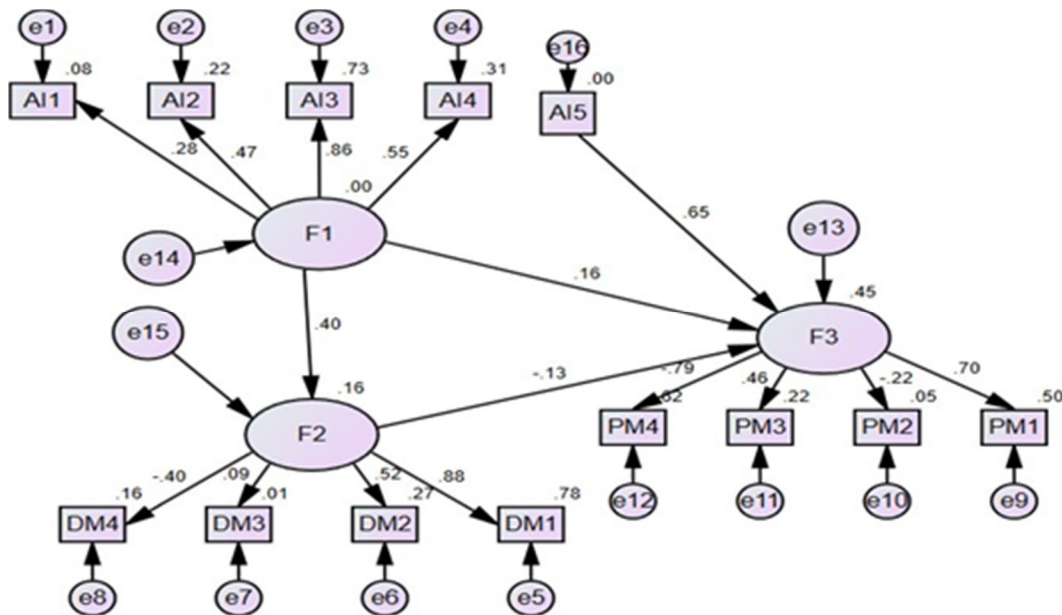 e1
e2
e3
e4
e16
.08
.22
.73
.31
.00
AI1
AI2
AI3
AI4
AI5
.28
.47
.86
.55
.00
.65
F1
e14
e13
.16
.45
.40
e15
F3
-.13
-.79
.46
-.22
.70
.16
.62
.22
.05
.50
F2
PM4
PM3
PM2
PM1
-.40
.09
.52
.88
.16
.01
.27
.78
e12
e11
e10
e9
DM4
DM3
DM2
DM1
e8
e7
e6
e5